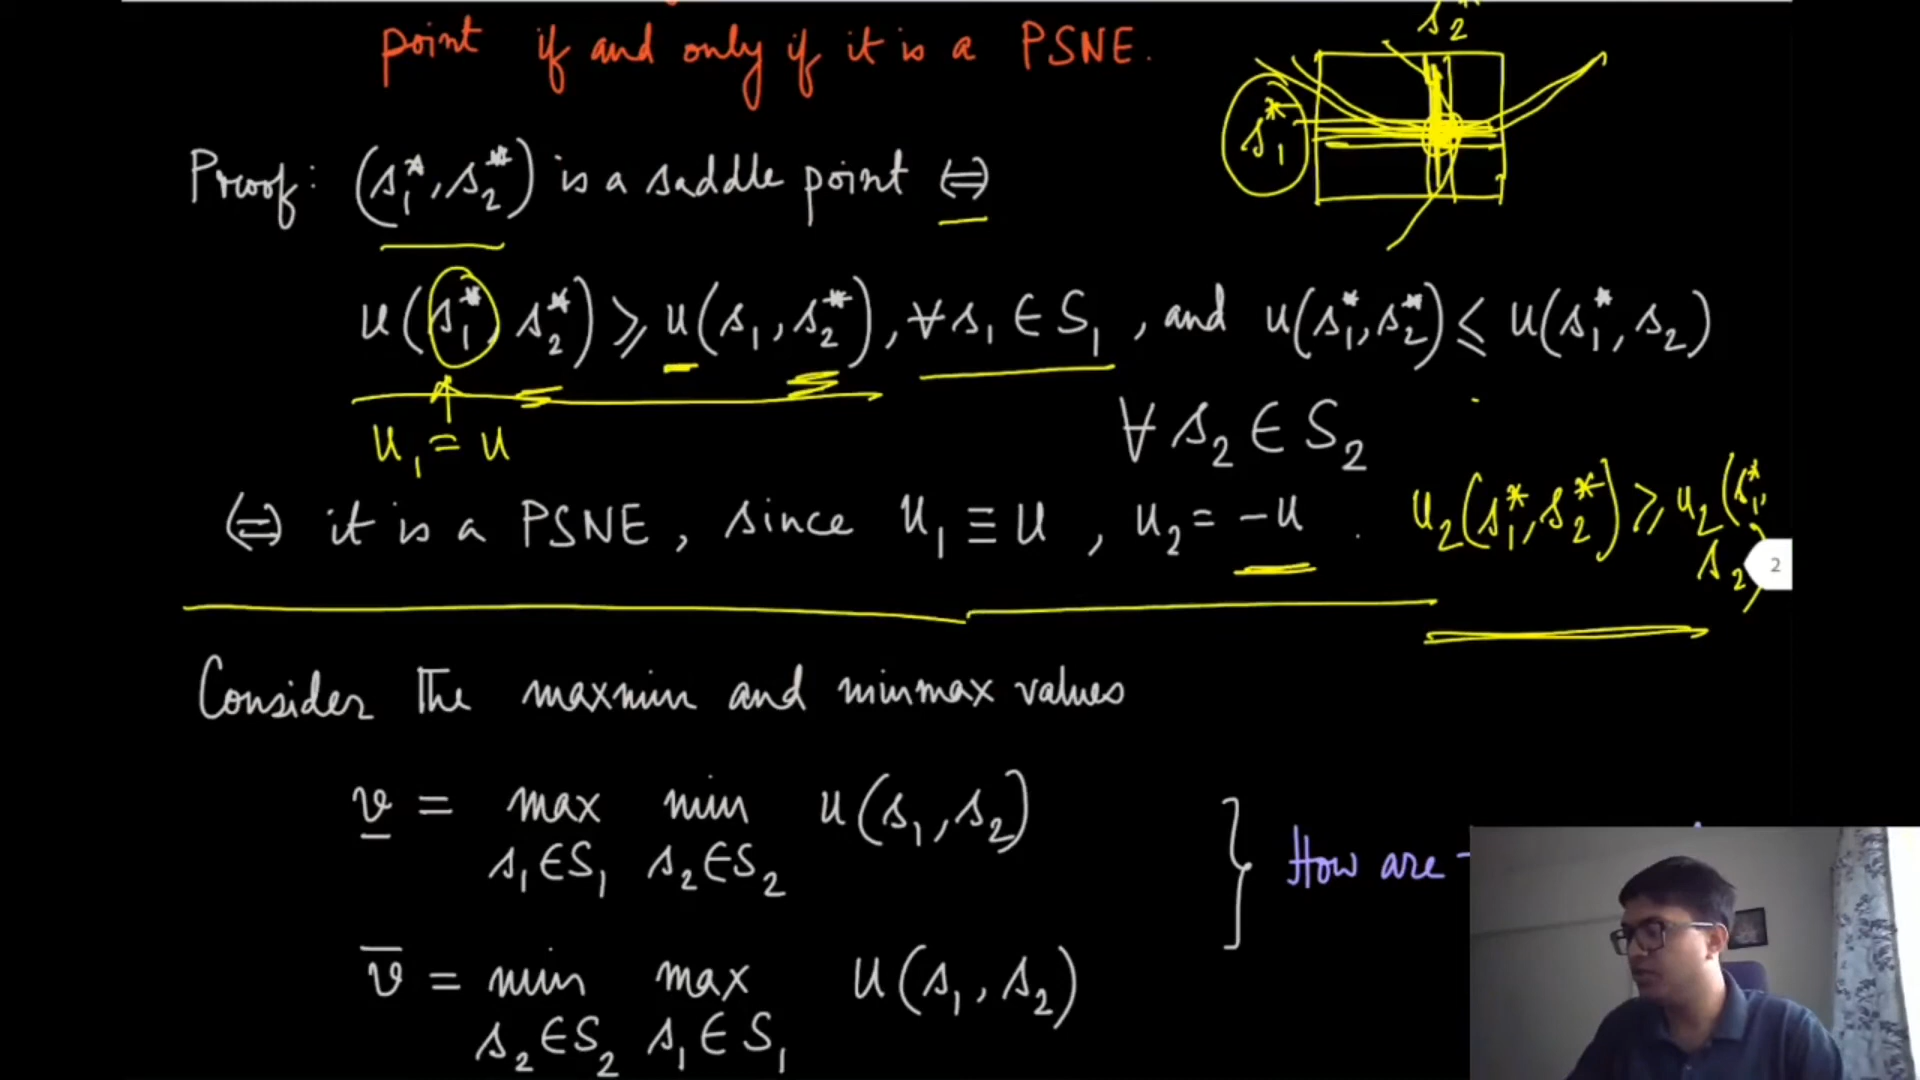 point if and only if it is a PSNE.
s₂*
s₁*
Proof: (s₁*, s₂*) is a saddle point ⇔
u(s₁*, s₂*) ⩾ u(s₁, s₂*), ∀ s₁ ∈ S₁, and u(s₁*, s₂*) ⩽ u(s₁*, s₂)
∀ s₂ ∈ S₂
u₁ = u
⇔ it is a PSNE, since u₁ ≡ u, u₂ = -u.
u₂(s₁*, s₂*) ⩾ u₂(s₁*,
s₂)
2
Consider the maxmin and minmax values
v̲ = max min u(s₁, s₂)
s₁∈S₁ s₂∈S₂
How are
v̅ = min max u(s₁, s₂)
s₂∈S₂ s₁∈S₁